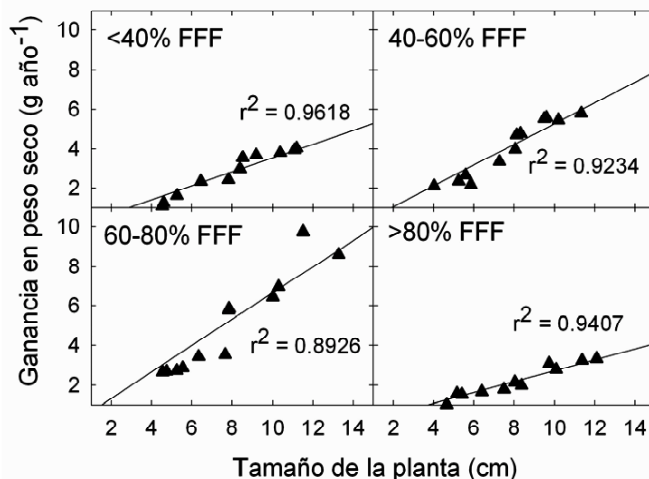 <40% FFF
r² = 0.9618
40-60% FFF
r² = 0.9234
60-80% FFF
r² = 0.8926
>80% FFF
r² = 0.9407
Ganancia en peso seco (g año⁻¹)
10
8
6
4
2
10
8
6
4
2
2 4 6 8 10 12 14
2 4 6 8 10 12 14
Tamaño de la planta (cm)